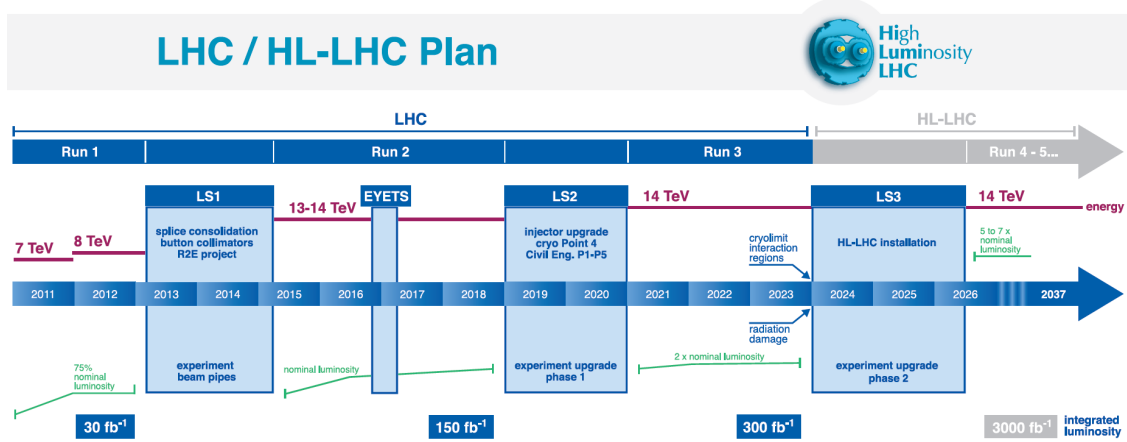 LHC / HL-LHC Plan
High
Luminosity
LHC
LHC
HL-LHC
Run 1
Run 2
Run 3
Run 4 - 5...
LS1
EYETS
LS2
LS3
7 TeV
8 TeV
13-14 TeV
14 TeV
14 TeV
energy
splice consolidation
button collimators
R2E project
injector upgrade
cryo Point 4
Civil Eng. P1-P5
cryolimit
interaction
regions
HL-LHC installation
5 to 7 x
nominal
luminosity
2011 2012 2013 2014 2015 2016 2017 2018 2019 2020 2021 2022 2023 2024 2025 2026 2037
radiation
damage
75%
nominal
luminosity
experiment
beam pipes
nominal luminosity
experiment upgrade
phase 1
2 x nominal luminosity
experiment upgrade
phase 2
30 fb⁻¹
150 fb⁻¹
300 fb⁻¹
3000 fb⁻¹
integrated
luminosity